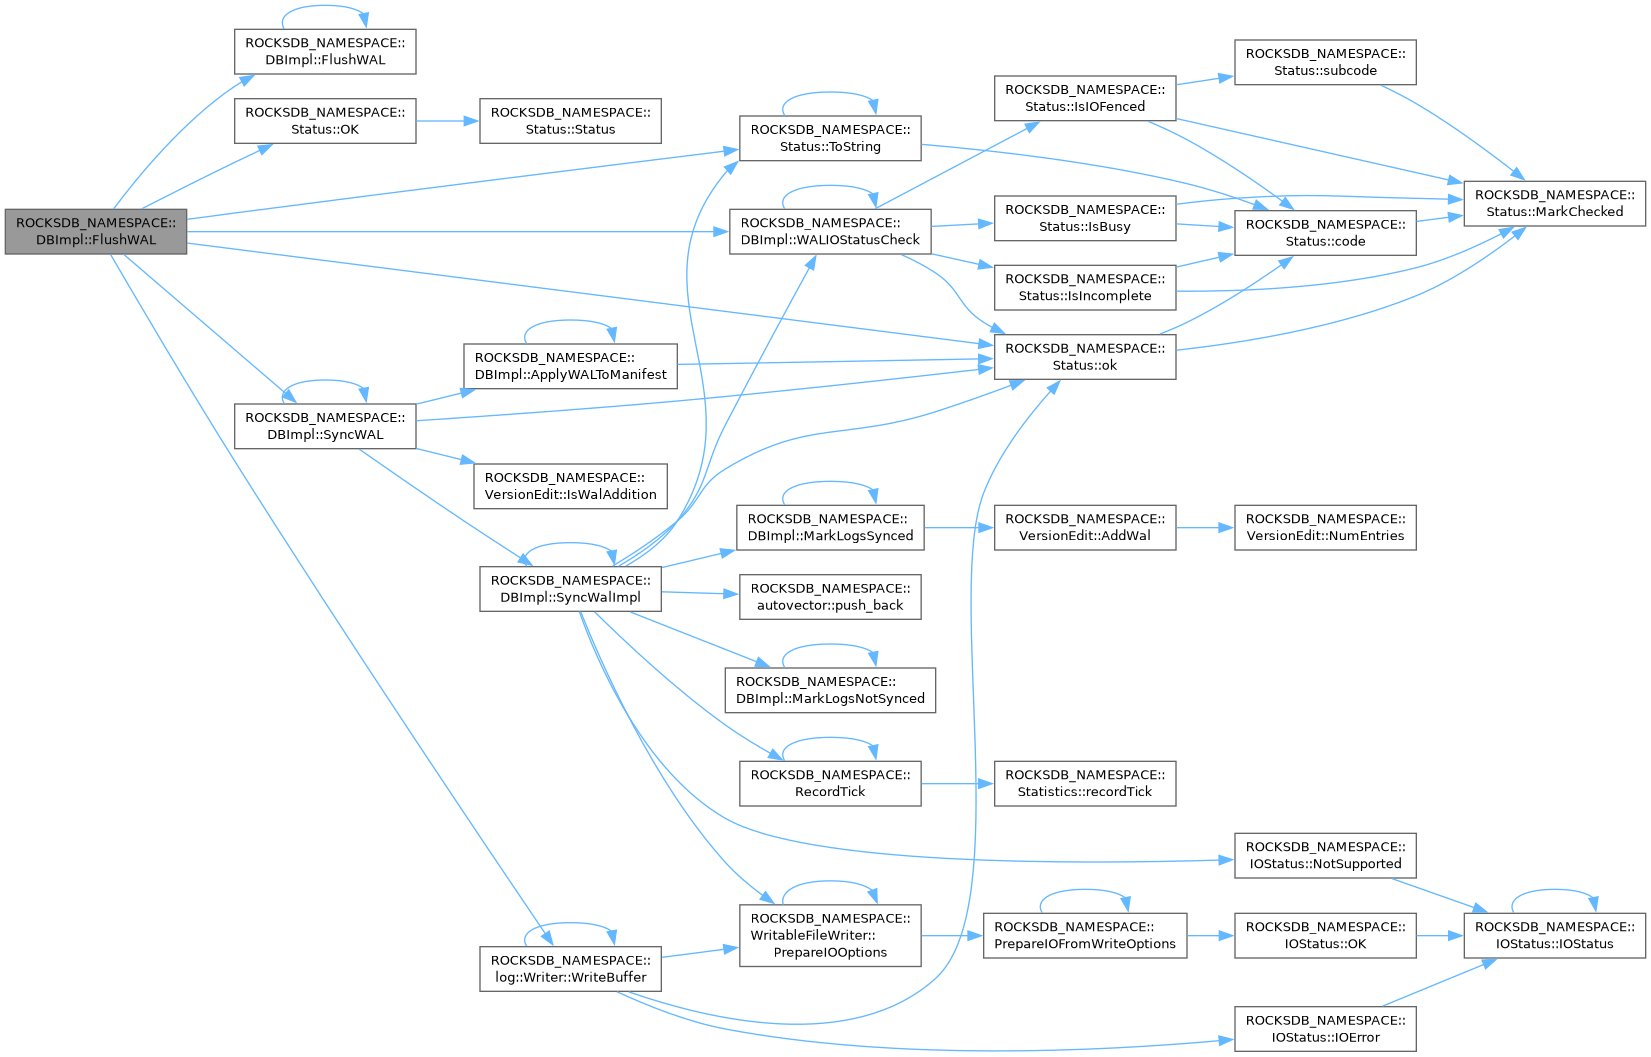 ROCKSDB_NAMESPACE::
DBImpl::FlushWAL
ROCKSDB_NAMESPACE::
DBImpl::FlushWAL
ROCKSDB_NAMESPACE::
Status::OK
ROCKSDB_NAMESPACE::
Status::Status
ROCKSDB_NAMESPACE::
Status::ToString
ROCKSDB_NAMESPACE::
DBImpl::WALIOStatusCheck
ROCKSDB_NAMESPACE::
Status::IsIOFenced
ROCKSDB_NAMESPACE::
Status::subcode
ROCKSDB_NAMESPACE::
Status::MarkChecked
ROCKSDB_NAMESPACE::
Status::IsBusy
ROCKSDB_NAMESPACE::
Status::code
ROCKSDB_NAMESPACE::
Status::IsIncomplete
ROCKSDB_NAMESPACE::
Status::ok
ROCKSDB_NAMESPACE::
DBImpl::ApplyWALToManifest
ROCKSDB_NAMESPACE::
DBImpl::SyncWAL
ROCKSDB_NAMESPACE::
VersionEdit::IsWalAddition
ROCKSDB_NAMESPACE::
DBImpl::SyncWalImpl
ROCKSDB_NAMESPACE::
DBImpl::MarkLogsSynced
ROCKSDB_NAMESPACE::
VersionEdit::AddWal
ROCKSDB_NAMESPACE::
VersionEdit::NumEntries
ROCKSDB_NAMESPACE::
autovector::push_back
ROCKSDB_NAMESPACE::
DBImpl::MarkLogsNotSynced
ROCKSDB_NAMESPACE::
RecordTick
ROCKSDB_NAMESPACE::
Statistics::recordTick
ROCKSDB_NAMESPACE::
IOStatus::NotSupported
ROCKSDB_NAMESPACE::
WritableFileWriter::
PrepareIOOptions
ROCKSDB_NAMESPACE::
PrepareIOFromWriteOptions
ROCKSDB_NAMESPACE::
IOStatus::OK
ROCKSDB_NAMESPACE::
IOStatus::IOStatus
ROCKSDB_NAMESPACE::
log::Writer::WriteBuffer
ROCKSDB_NAMESPACE::
IOStatus::IOError